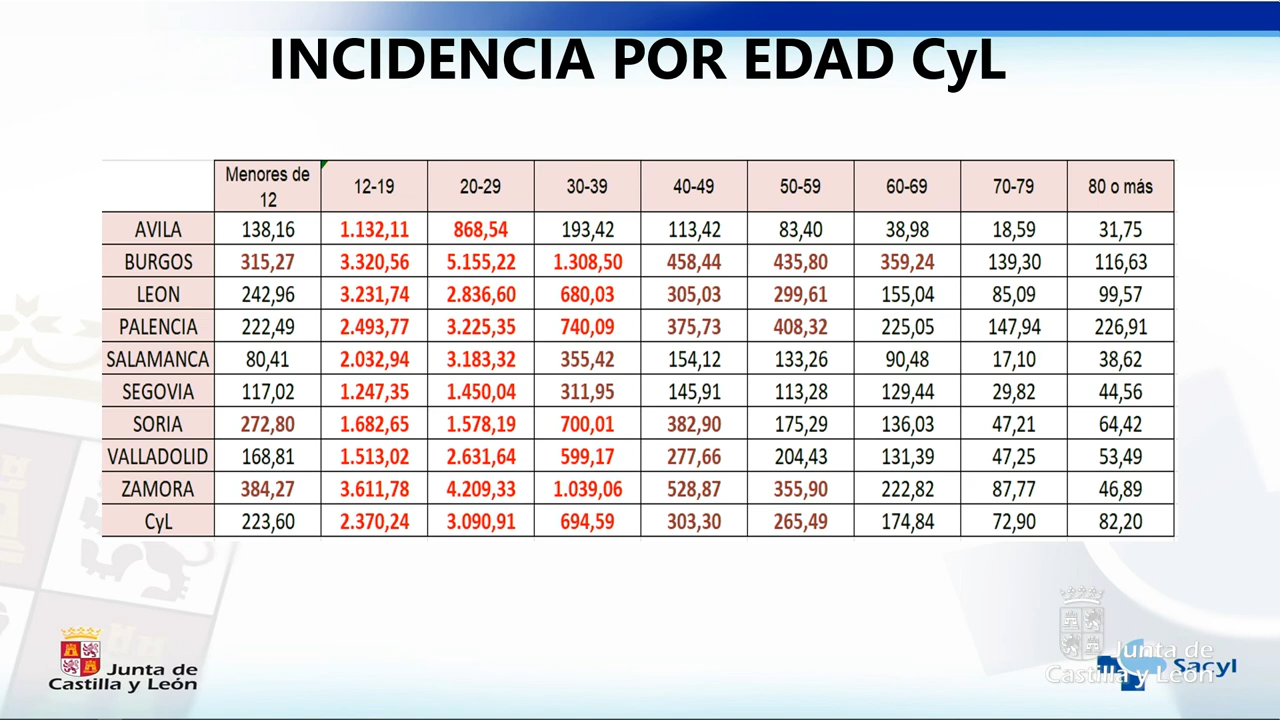 INCIDENCIA POR EDAD CyL
Menores de 12 12-19 20-29 30-39 40-49 50-59 60-69 70-79 80 o más
AVILA 138,16 1.132,11 868,54 193,42 113,42 83,40 38,98 18,59 31,75
BURGOS 315,27 3.320,56 5.155,22 1.308,50 458,44 435,80 359,24 139,30 116,63
LEON 242,96 3.231,74 2.836,60 680,03 305,03 299,61 155,04 85,09 99,57
PALENCIA 222,49 2.493,77 3.225,35 740,09 375,73 408,32 225,05 147,94 226,91
SALAMANCA 80,41 2.032,94 3.183,32 355,42 154,12 133,26 90,48 17,10 38,62
SEGOVIA 117,02 1.247,35 1.450,04 311,95 145,91 113,28 129,44 29,82 44,56
SORIA 272,80 1.682,65 1.578,19 700,01 382,90 175,29 136,03 47,21 64,42
VALLADOLID 168,81 1.513,02 2.631,64 599,17 277,66 204,43 131,39 47,25 53,49
ZAMORA 384,27 3.611,78 4.209,33 1.039,06 528,87 355,90 222,82 87,77 46,89
CyL 223,60 2.370,24 3.090,91 694,59 303,30 265,49 174,84 72,90 82,20
Junta de
Castilla y León
Junta de
Castilla y León
Sacyl